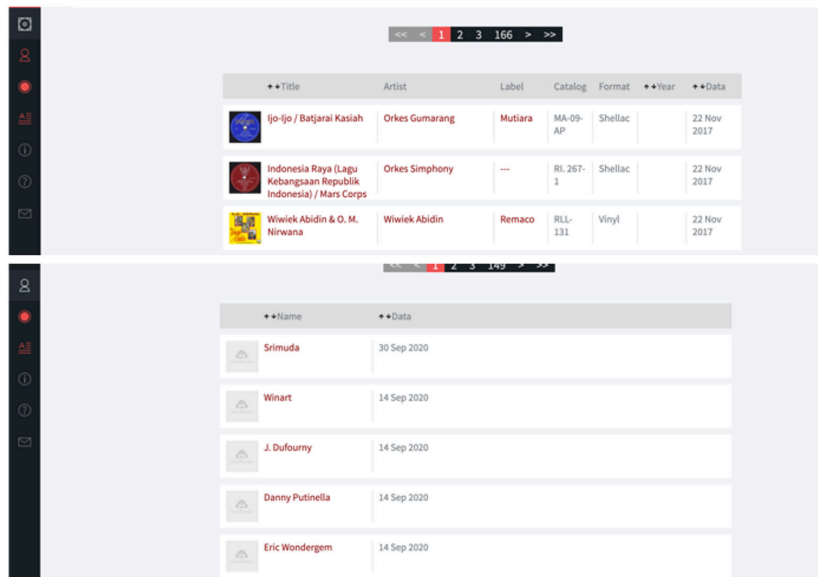 << < 1 2 3 166 > >>
↑↓Title Artist Label Catalog Format ↑↓Year ↑↓Data
Ijo-Ijo / Batjarai Kasiah Orkes Gumarang Mutiara MA-09- Shellac 22 Nov
AP 2017
Indonesia Raya (Lagu Orkes Simphony --- RI. 267- Shellac 22 Nov
Kebangsaan Republik 1 2017
Indonesia) / Mars Corps
Wiwiek Abidin & O. M. Wiwiek Abidin Remaco RLL- Vinyl 22 Nov
Nirwana 131 2017
<< < 1 2 3 149 > >>
↑↓Name ↑↓Data
Srimuda 30 Sep 2020
Winart 14 Sep 2020
J. Dufourny 14 Sep 2020
Danny Putinella 14 Sep 2020
Eric Wondergem 14 Sep 2020